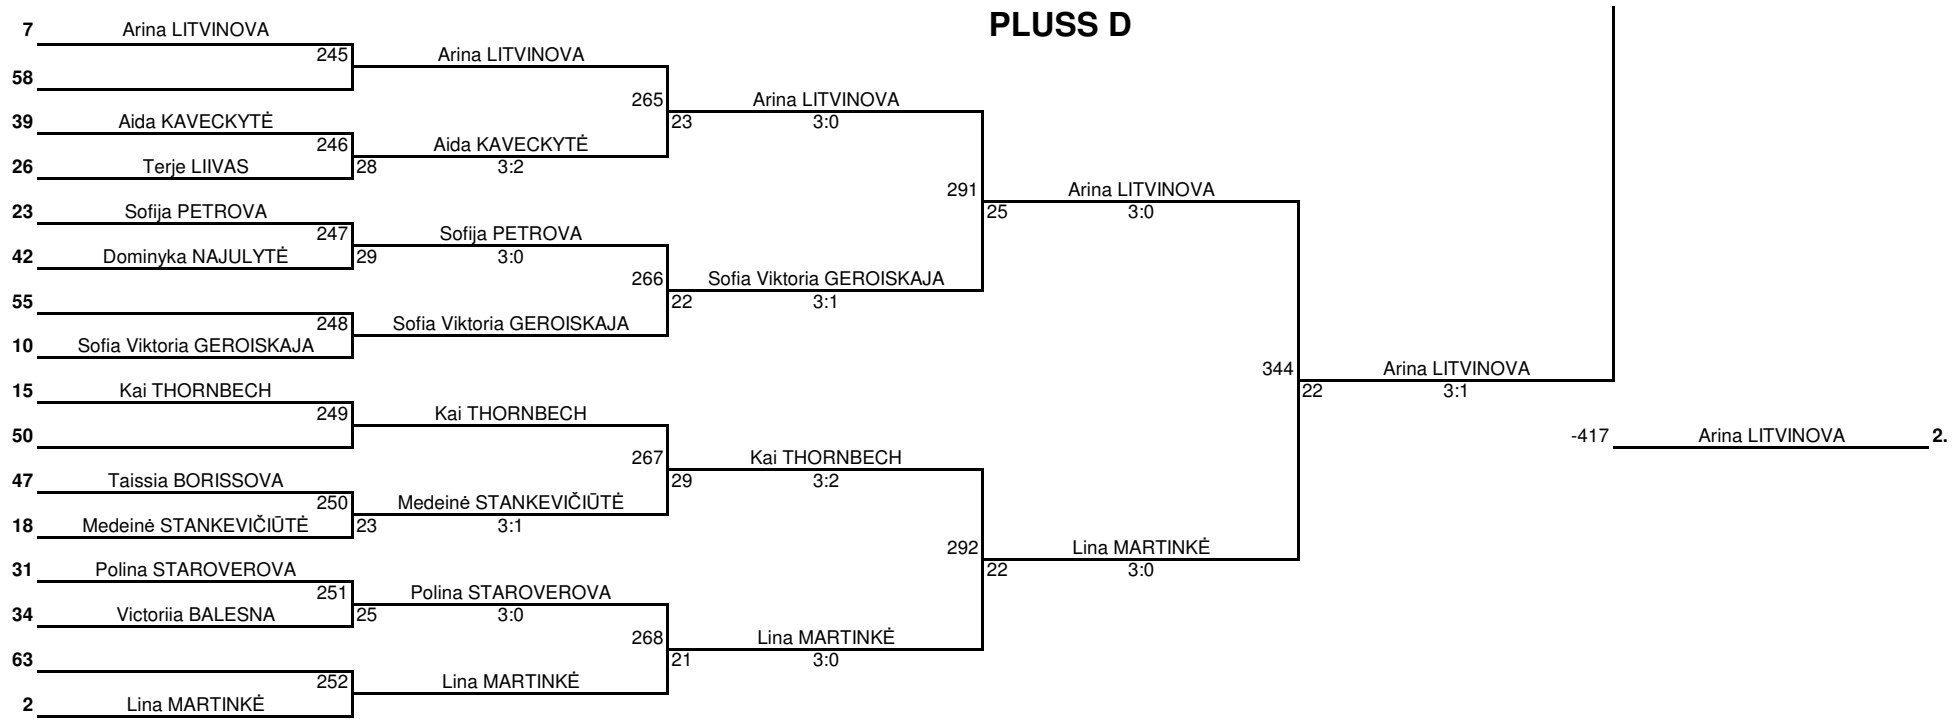 PLUSS D
7 Arina LITVINOVA
245 Arina LITVINOVA
58
265 Arina LITVINOVA
39 Aida KAVECKYTĖ
23 3:0
246 Aida KAVECKYTĖ
26 Terje LIIVAS 28 3:2
291 Arina LITVINOVA
23 Sofija PETROVA
25 3:0
247 Sofija PETROVA
42 Dominyka NAJULYTĖ 29 3:0
266 Sofia Viktoria GEROISKAJA
55
22 3:1
248 Sofia Viktoria GEROISKAJA
10 Sofia Viktoria GEROISKAJA
344 Arina LITVINOVA
15 Kai THORNBECH
22 3:1
249 Kai THORNBECH
50
-417 Arina LITVINOVA 2.
267 Kai THORNBECH
47 Taissia BORISSOVA
29 3:2
250 Medeinė STANKEVIČIŪTĖ
18 Medeinė STANKEVIČIŪTĖ 23 3:1
292 Lina MARTINKĖ
31 Polina STAROVEROVA
22 3:0
251 Polina STAROVEROVA
34 Victoriia BALESNA 25 3:0
268 Lina MARTINKĖ
63
21 3:0
252 Lina MARTINKĖ
2 Lina MARTINKĖ